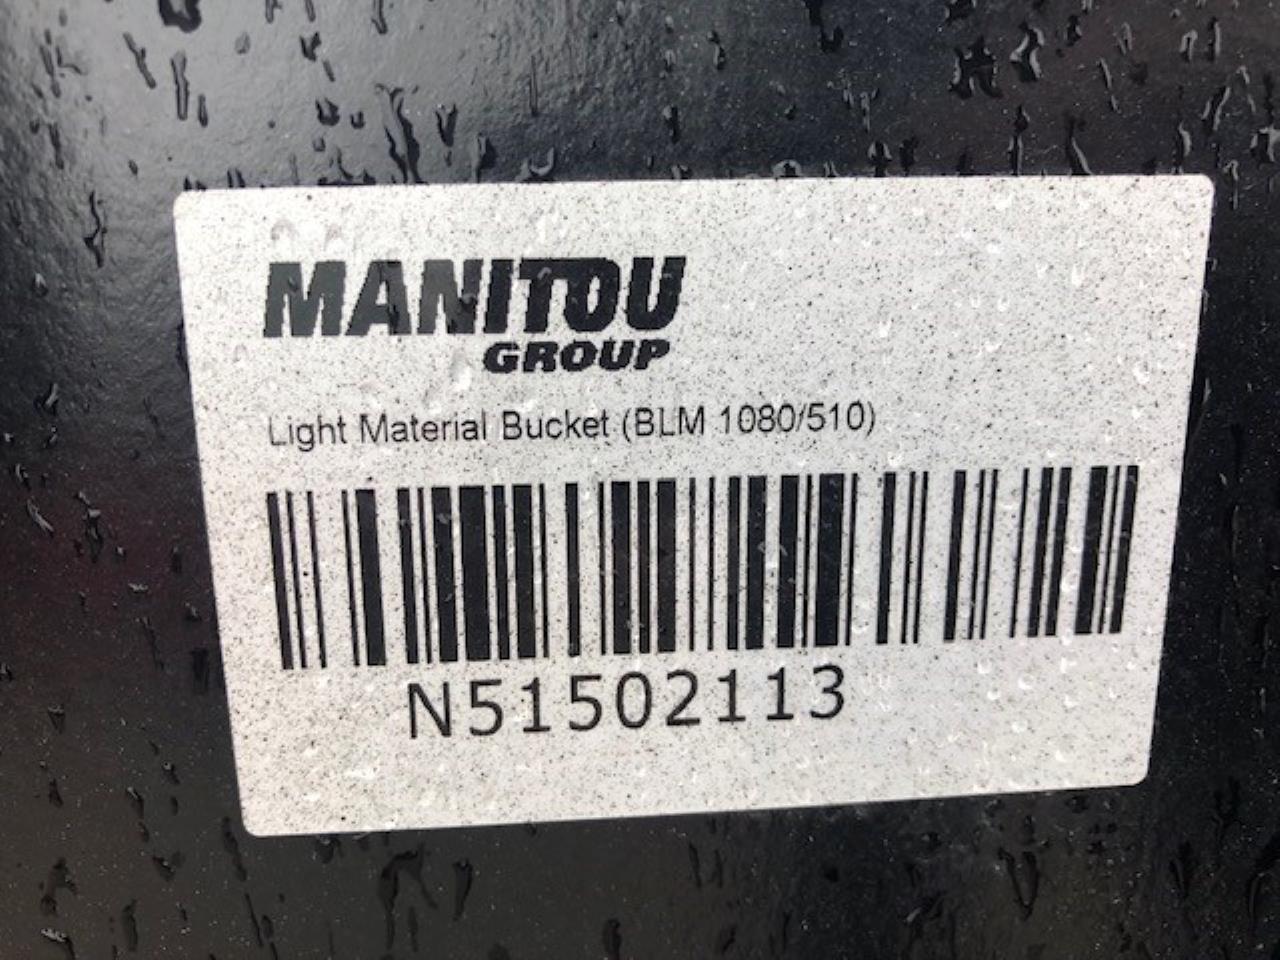 MANITOU
GROUP
Light Material Bucket (BLM 1080/510)
N51502113